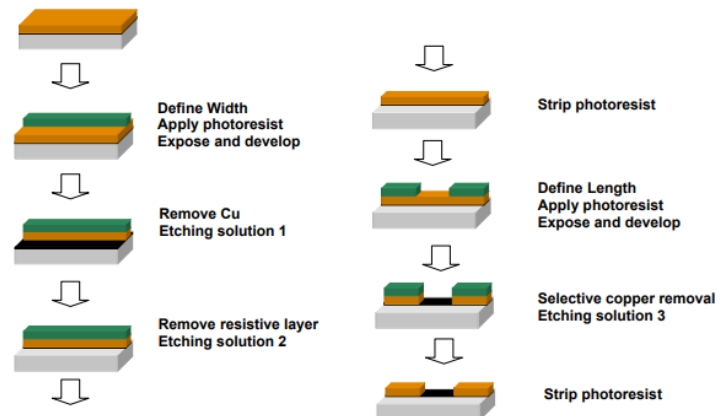 Define Width
Apply photoresist
Expose and develop
Remove Cu
Etching solution 1
Remove resistive layer
Etching solution 2
Strip photoresist
Define Length
Apply photoresist
Expose and develop
Selective copper removal
Etching solution 3
Strip photoresist